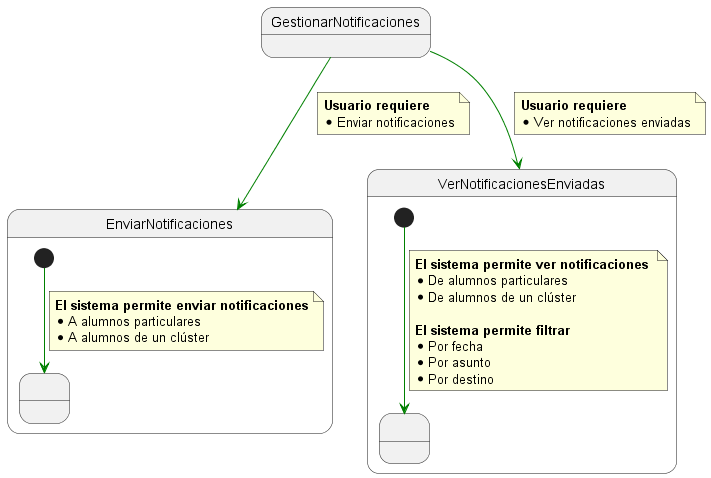 GestionarNotificaciones
Usuario requiere
• Enviar notificaciones
Usuario requiere
• Ver notificaciones enviadas
EnviarNotificaciones
El sistema permite enviar notificaciones
• A alumnos particulares
• A alumnos de un clúster
VerNotificacionesEnviadas
El sistema permite ver notificaciones
• De alumnos particulares
• De alumnos de un clúster
El sistema permite filtrar
• Por fecha
• Por asunto
• Por destino